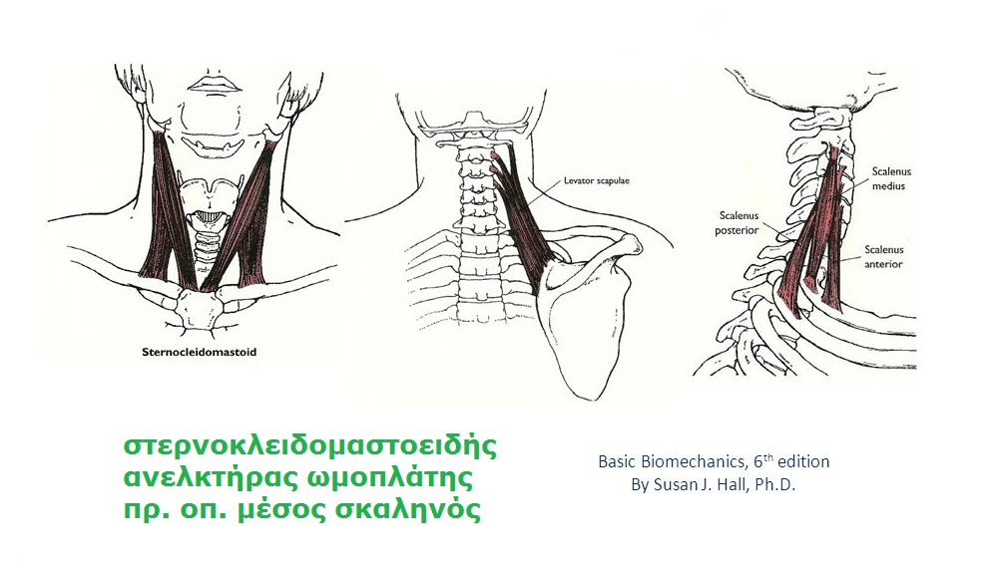 Sternocleidomastoid
Levator scapulae
Scalenus
medius
Scalenus
posterior
Scalenus
anterior
στερνοκλειδομαστοειδής
ανελκτήρας ωμοπλάτης
πρ. οπ. μέσος σκαληνός
Basic Biomechanics, 6th edition
By Susan J. Hall, Ph.D.